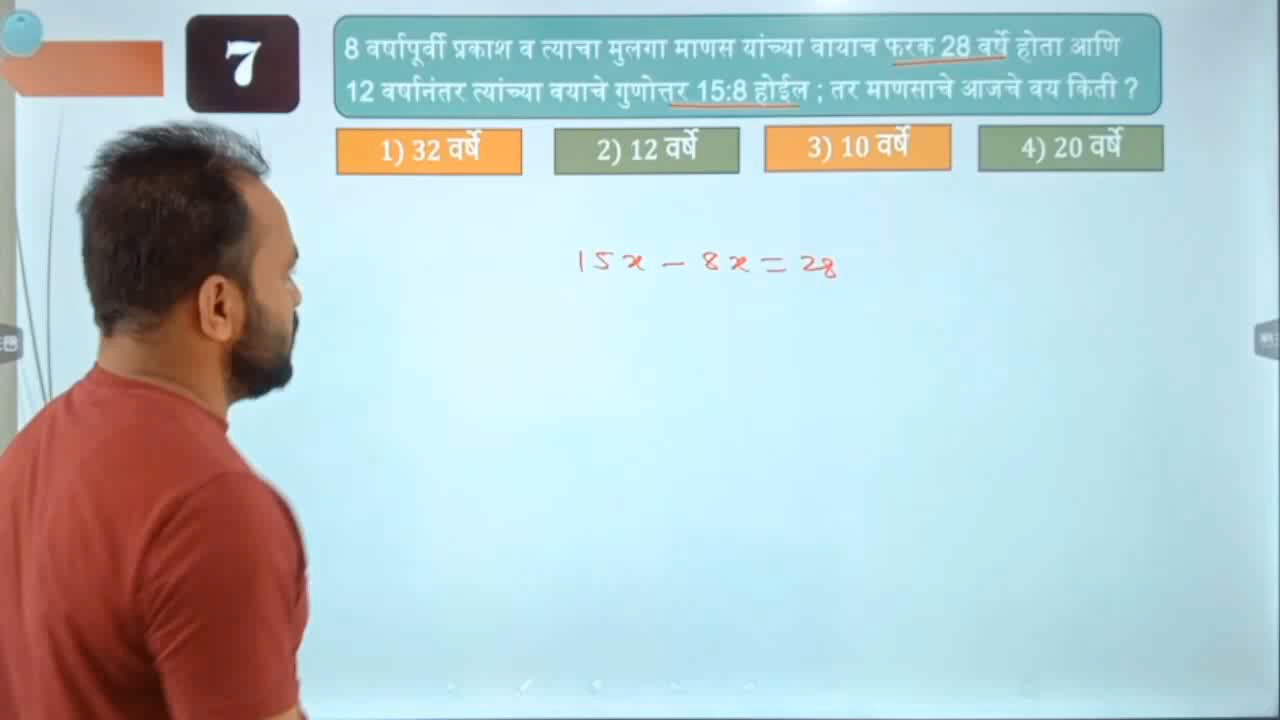 7
8 वर्षापूर्वी प्रकाश व त्याचा मुलगा माणस यांच्या वायाच फरक 28 वर्षे होता आणि
12 वर्षानंतर त्यांच्या वयाचे गुणोत्तर 15:8 होईल ; तर माणसाचे आजचे वय किती ?
1) 32 वर्षे
2) 12 वर्षे
3) 10 वर्षे
4) 20 वर्षे
15x - 8x = 28